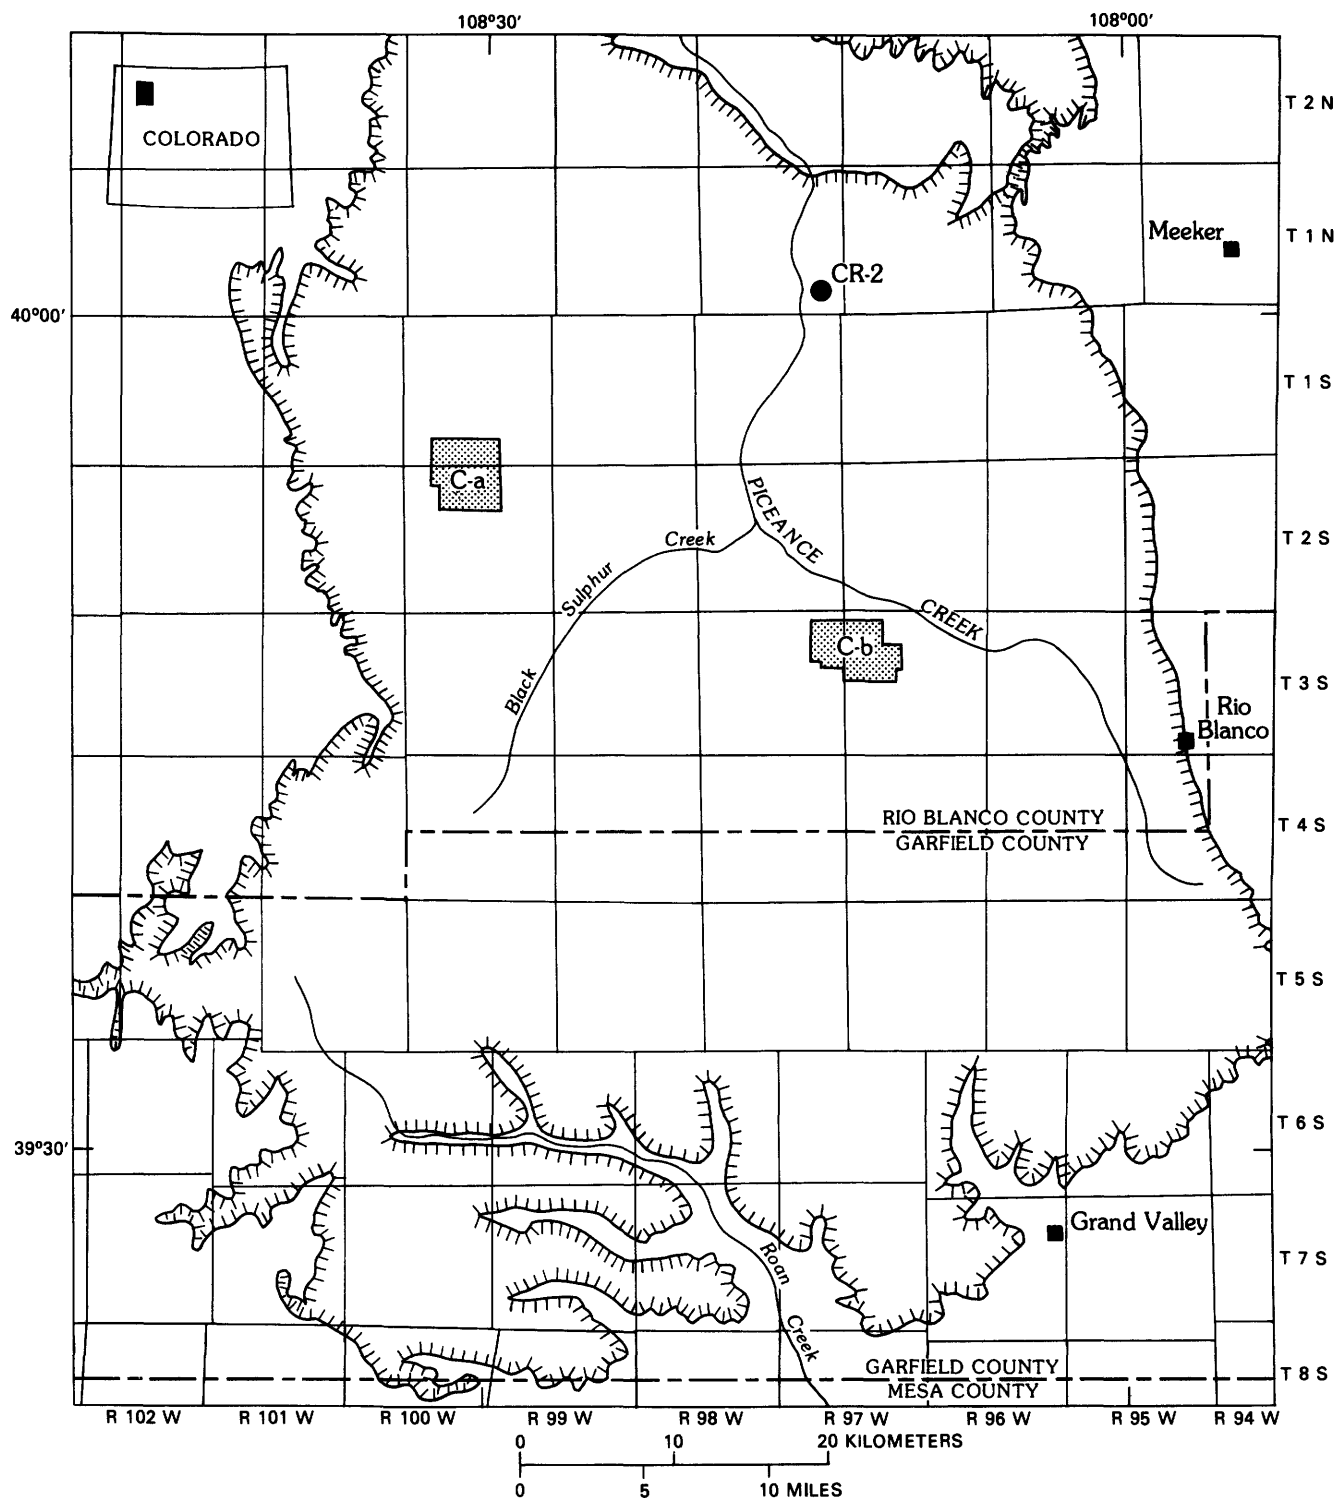 108°30′ 108°00′
T 2 N
COLORADO
Meeker
T 1 N
CR-2
40°00′
T 1 S
C-a
PICEANCE
CREEK
T 2 S
Black Sulphur Creek
C-b
T 3 S
Rio
Blanco
RIO BLANCO COUNTY
GARFIELD COUNTY
T 4 S
T 5 S
T 6 S
39°30′
Grand Valley
Roan Creek
T 7 S
GARFIELD COUNTY
MESA COUNTY
T 8 S
R 102 W R 101 W R 100 W R 99 W R 98 W R 97 W R 96 W R 95 W R 94 W
0 10 20 KILOMETERS
0 5 10 MILES